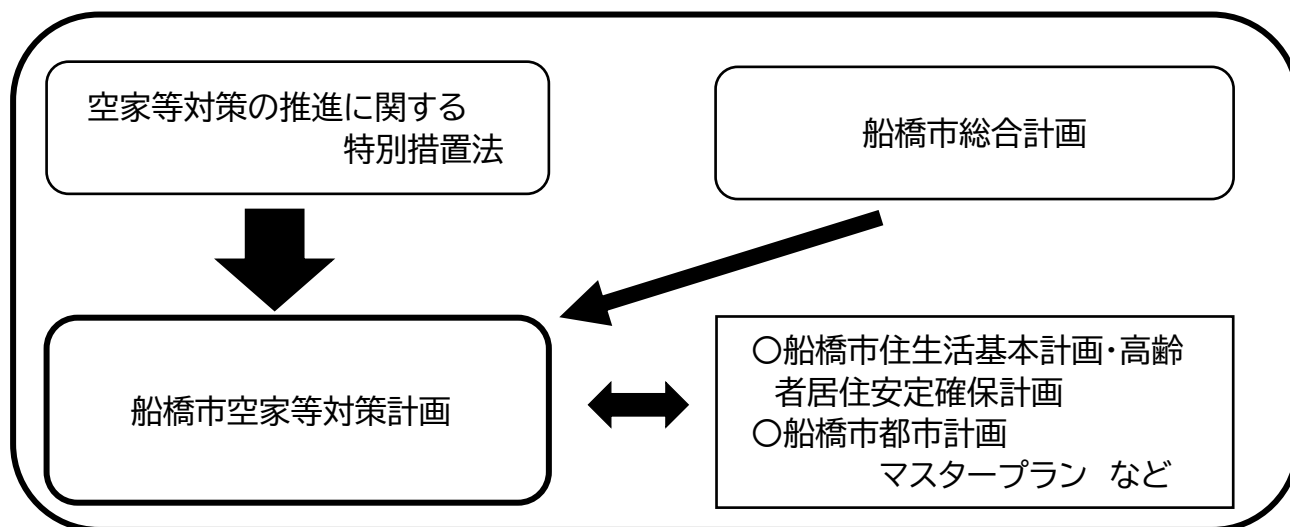 空家等対策の推進に関する
特別措置法
船橋市総合計画
船橋市空家等対策計画
〇船橋市住生活基本計画・高齢
者居住安定確保計画
〇船橋市都市計画
マスタープラン など